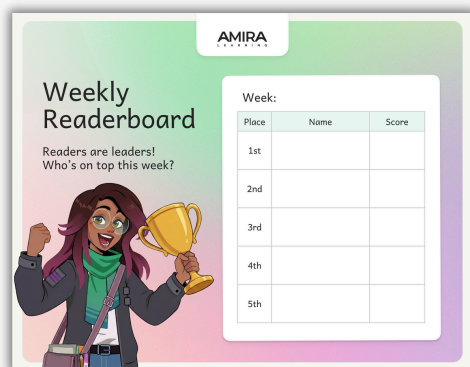 AMIRA
LEARNING
Weekly
Readerboard
Readers are leaders!
Who's on top this week?
Week:
Place Name Score
1st
2nd
3rd
4th
5th